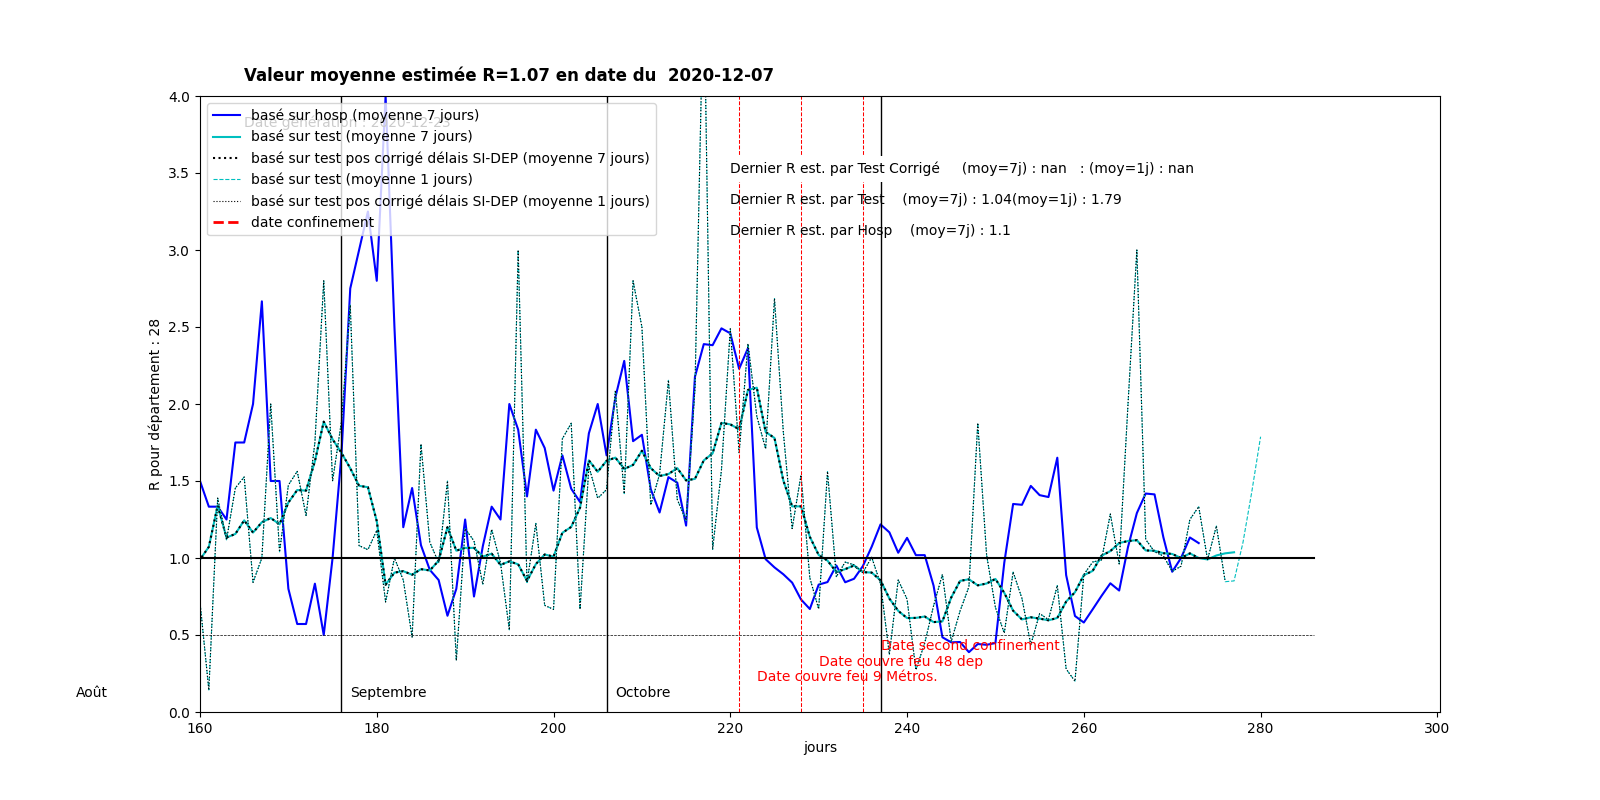 Valeur moyenne estimée R=1.07 en date du  2020-12-07
Date génération : 2020-12-23
basé sur hosp (moyenne 7 jours)
basé sur test (moyenne 7 jours)
basé sur test pos corrigé délais SI-DEP (moyenne 7 jours)
basé sur test (moyenne 1 jours)
basé sur test pos corrigé délais SI-DEP (moyenne 1 jours)
date confinement
Dernier R est. par Test Corrigé (moy=7j) : nan : (moy=1j) : nan
Dernier R est. par Test (moy=7j) : 1.04(moy=1j) : 1.79
Dernier R est. par Hosp (moy=7j) : 1.1
4.0
3.5
3.0
2.5
2.0
1.5
1.0
0.5
0.0
R pour département : 28
Date second confinement
Date couvre feu 48 dep
Date couvre feu 9 Métros.
Août
Septembre
Octobre
160
180
200
220
240
260
280
300
jours